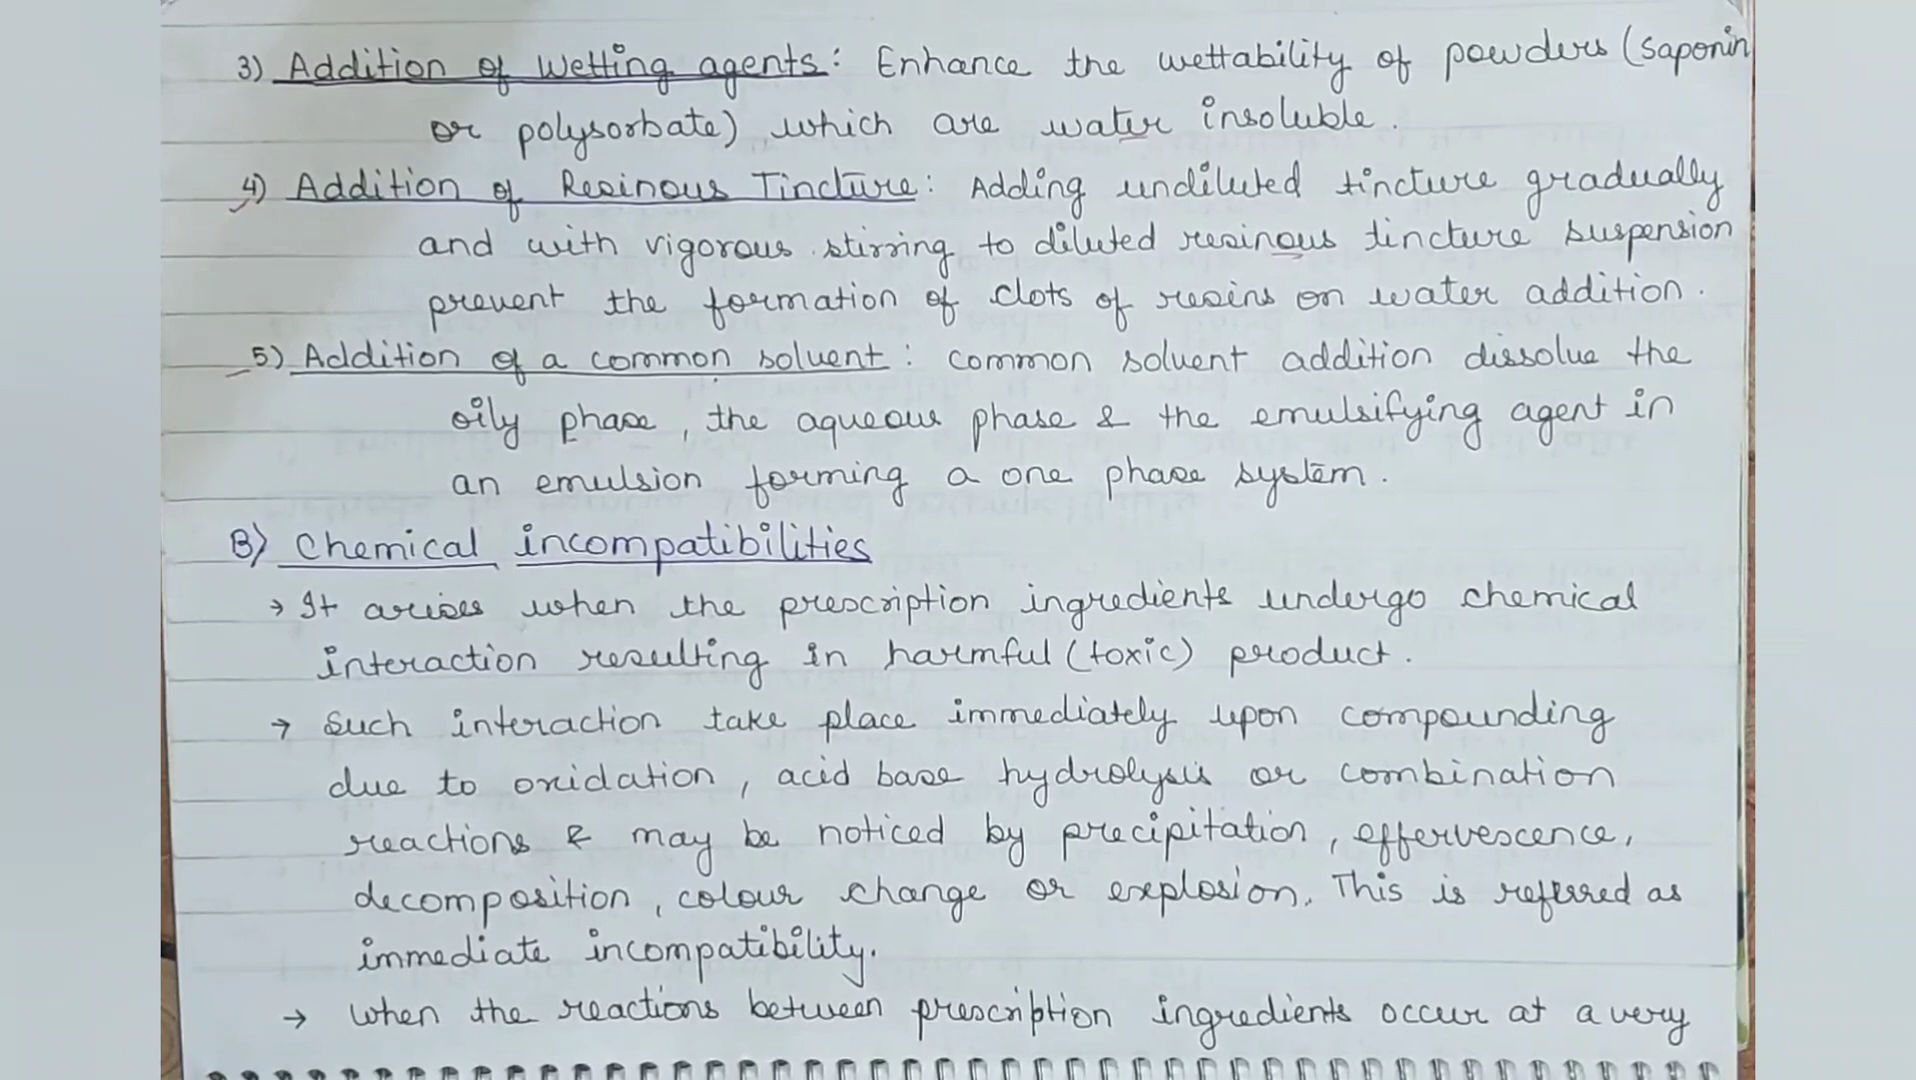 3) Addition of Wetting agents: Enhance the wettability of powders (saponin
or polysorbate) which are water insoluble.
4) Addition of Resinous Tincture: Adding undiluted tincture gradually
and with vigorous stirring to diluted resinous tincture suspension
prevent the formation of clots of resins on water addition.
5) Addition of a common solvent: common solvent addition dissolve the
oily phase, the aqueous phase & the emulsifying agent in
an emulsion forming a one phase system.
B) Chemical incompatibilities
→ It arises when the prescription ingredients undergo chemical
interaction resulting in harmful (toxic) product.
→ Such interaction take place immediately upon compounding
due to oxidation, acid base hydrolysis or combination
reactions & may be noticed by precipitation, effervescence,
decomposition, colour change or explosion. This is referred as
immediate incompatibility.
→ When the reactions between prescription ingredients occur at a very